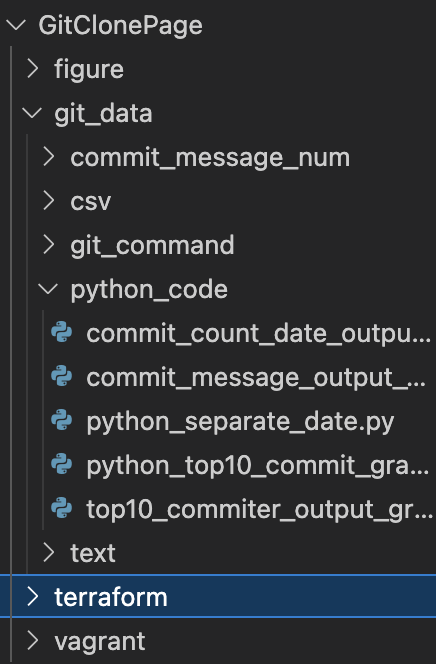 GitClonePage
figure
git_data
commit_message_num
csv
git_command
python_code
commit_count_date_outpu...
commit_message_output_...
python_separate_date.py
python_top10_commit_gra...
top10_commiter_output_gr...
text
terraform
vagrant